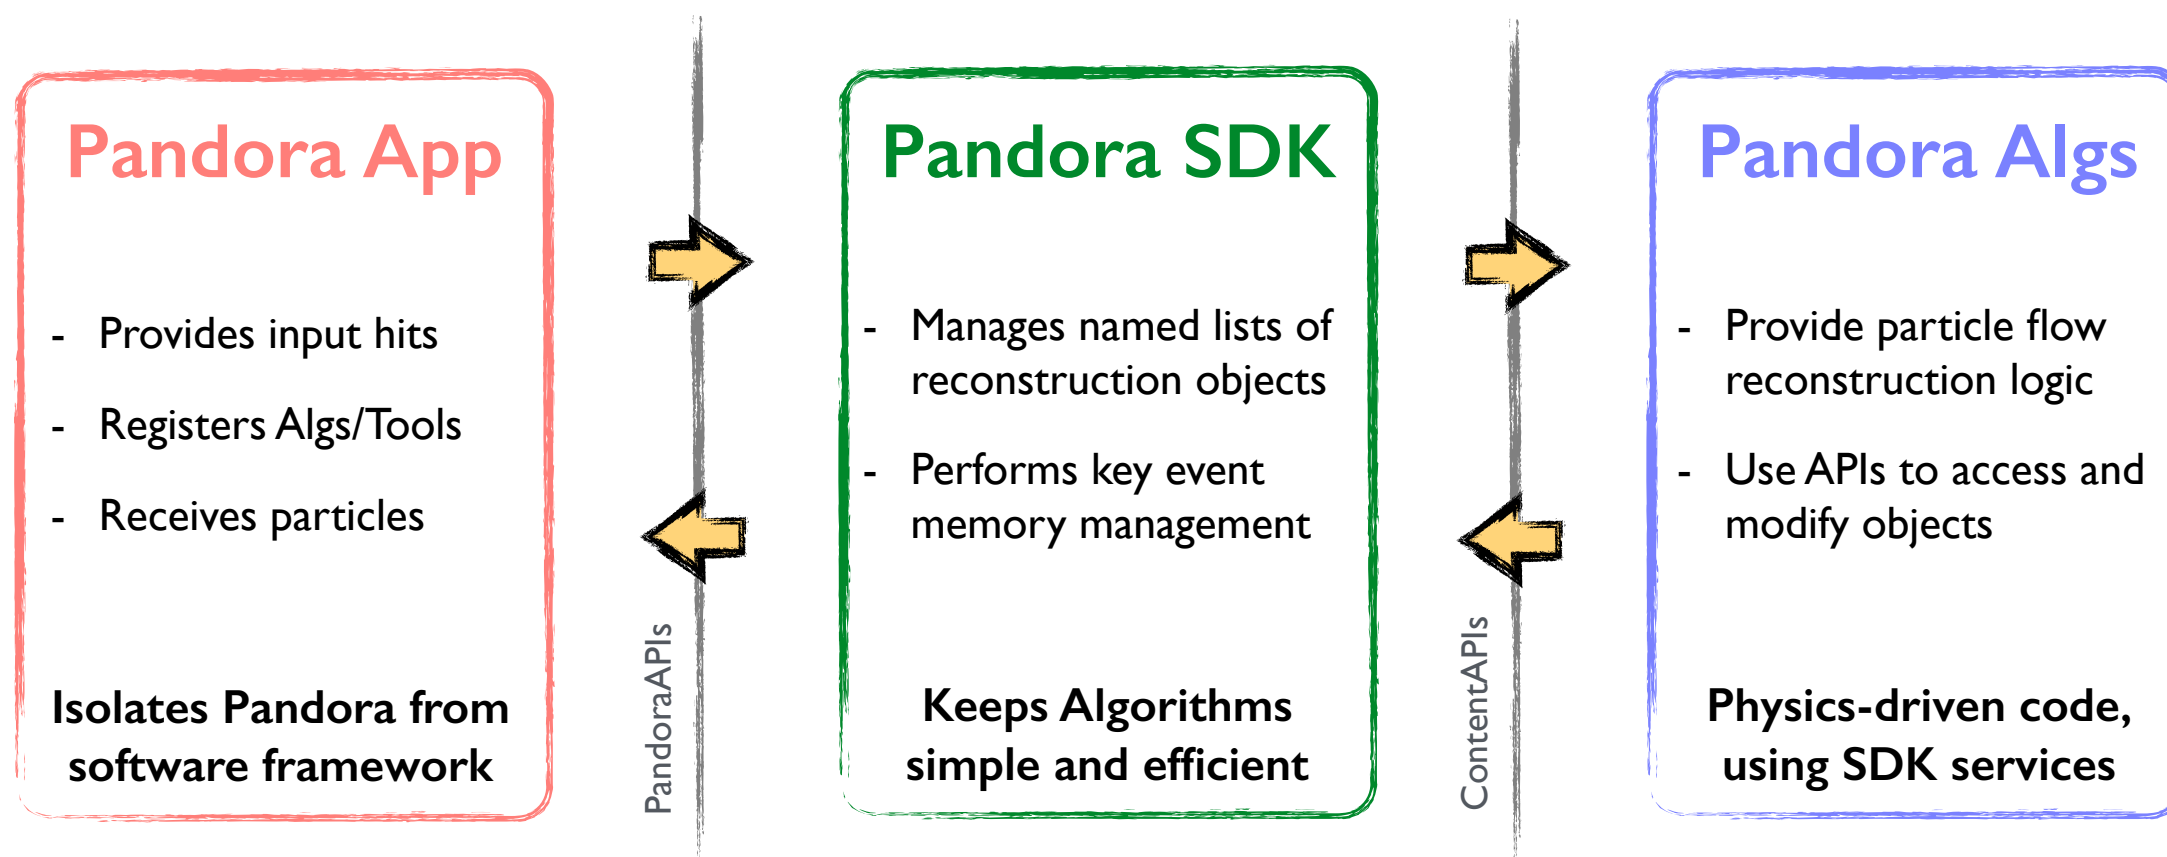 Pandora App
- Provides input hits
- Registers Algs/Tools
- Receives particles
Isolates Pandora from
software framework
PandoraAPIs
Pandora SDK
- Manages named lists of
reconstruction objects
- Performs key event
memory management
Keeps Algorithms
simple and efficient
ContentAPIs
Pandora Algs
- Provide particle flow
reconstruction logic
- Use APIs to access and
modify objects
Physics-driven code,
using SDK services